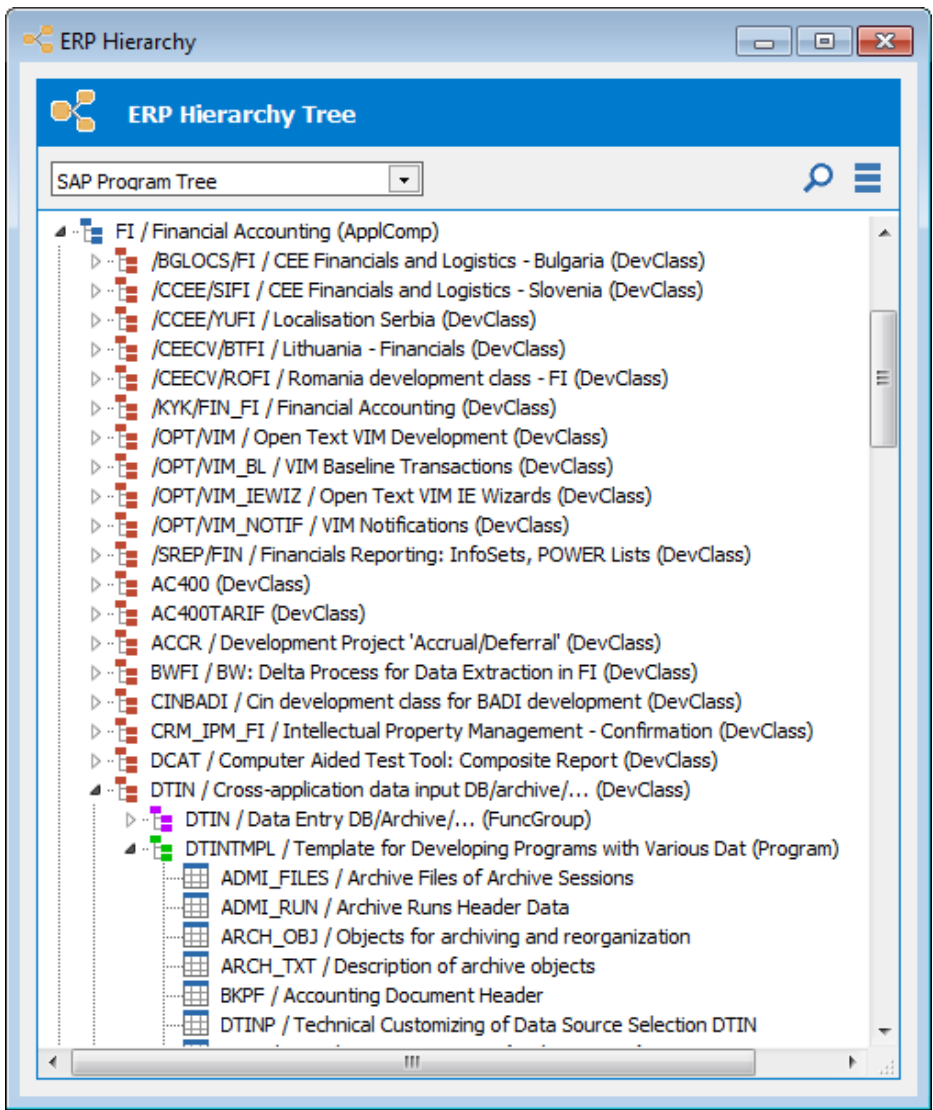 ERP Hierarchy
ERP Hierarchy Tree
SAP Program Tree
FI / Financial Accounting (ApplComp)
/BGLOCS/FI / CEE Financials and Logistics - Bulgaria (DevClass)
/CCEE/SIFI / CEE Financials and Logistics - Slovenia (DevClass)
/CCEE/YUFI / Localisation Serbia (DevClass)
/CEECV/BTFI / Lithuania - Financials (DevClass)
/CEECV/ROFI / Romania development class - FI (DevClass)
/KYK/FIN_FI / Financial Accounting (DevClass)
/OPT/VIM / Open Text VIM Development (DevClass)
/OPT/VIM_BL / VIM Baseline Transactions (DevClass)
/OPT/VIM_IEWIZ / Open Text VIM IE Wizards (DevClass)
/OPT/VIM_NOTIF / VIM Notifications (DevClass)
/SREP/FIN / Financials Reporting: InfoSets, POWER Lists (DevClass)
AC400 (DevClass)
AC400TARIF (DevClass)
ACCR / Development Project 'Accrual/Deferral' (DevClass)
BWFI / BW: Delta Process for Data Extraction in FI (DevClass)
CINBADI / Cin development class for BADI development (DevClass)
CRM_IPM_FI / Intellectual Property Management - Confirmation (DevClass)
DCAT / Computer Aided Test Tool: Composite Report (DevClass)
DTIN / Cross-application data input DB/archive/... (DevClass)
DTIN / Data Entry DB/Archive/... (FuncGroup)
DTINTMPL / Template for Developing Programs with Various Dat (Program)
ADMI_FILES / Archive Files of Archive Sessions
ADMI_RUN / Archive Runs Header Data
ARCH_OBJ / Objects for archiving and reorganization
ARCH_TXT / Description of archive objects
BKPF / Accounting Document Header
DTINP / Technical Customizing of Data Source Selection DTIN